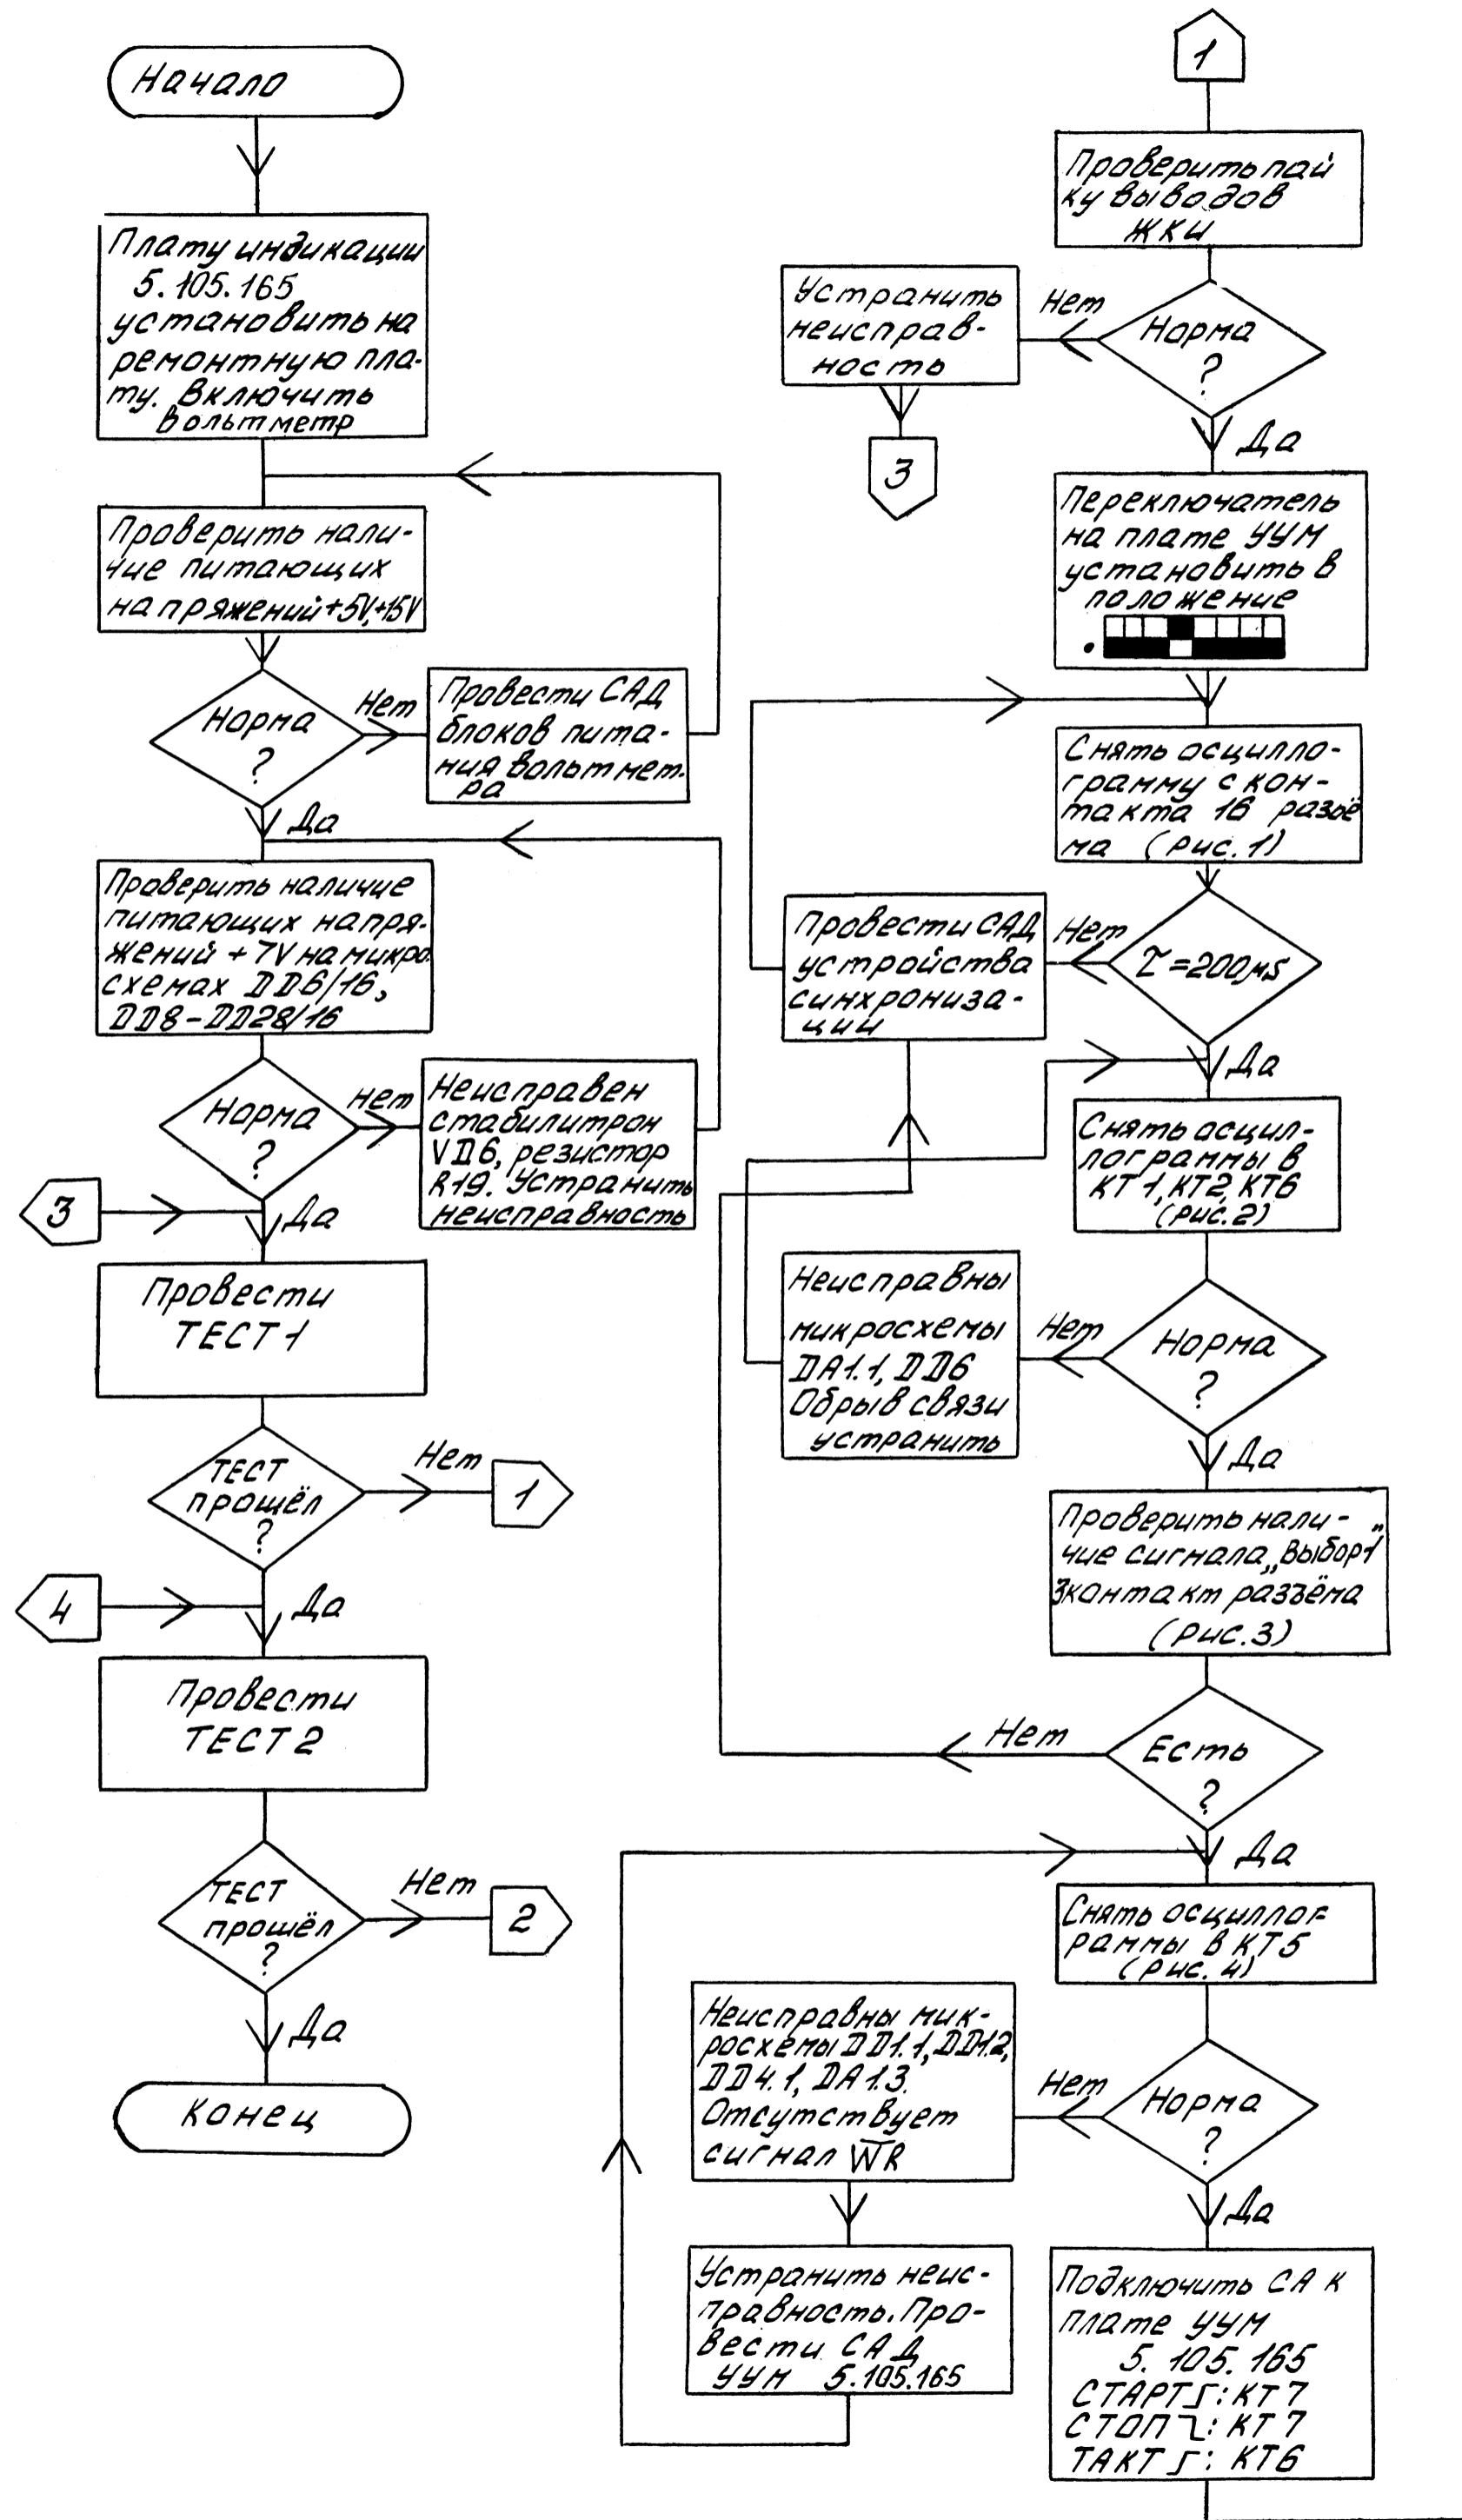 Начало
Плату индикации
5.105.165
установить на
ремонтную пла-
ту. Включить
вольтметр
Проверить нали-
чие питающих
напряжений +5V,+15V
Норма
?
Нет
Провести САД
блоков пита-
ния вольтмет-
ра
Да
Проверить наличие
питающих напря-
жений +7V на микро
схемах DD6/16,
DD8-DD28/16
Норма
?
Нет
Неисправен
стабилитрон
VD6, резистор
R19. Устранить
неисправность
3
Да
Провести
ТЕСТ 1
ТЕСТ
прошёл
?
Нет
1
4
Да
Провести
ТЕСТ 2
ТЕСТ
прошёл
?
Нет
2
Да
Конец
1
Проверить пай
ку выводов
ЖКИ
Норма
?
Нет
Устранить
неисправ-
ность
3
Да
Переключатель
на плате УУМ
установить в
положение
Снять осцилло-
грамму с кон-
такта 16 разъё
ма (рис.1)
τ=200μs
Нет
Провести САД
устройства
синхрониза-
ции
Да
Снять осцил-
лограммы в
КТ1, КТ2, КТ6
(рис.2)
Норма
?
Нет
Неисправны
микросхемы
DA1.1, DD6
Обрыв связи
устранить
Да
Проверить нали-
чие сигнала „Выбор1"
3контакт разъёма
(рис.3)
Есть
?
Нет
Да
Снять осциллог-
раммы в КТ5
(рис. 4)
Норма
?
Нет
Неисправны мик-
росхемы DD1.1, DD1.2,
DD4.1, DA1.3.
Отсутствует
сигнал W̅R̅
Устранить неис-
правность. Про-
вести САД
УУМ 5.105.165
Да
Подключить СА к
плате УУМ
5.105.165
СТАРТ ⨍: КТ7
СТОП ⨍: КТ7
ТАКТ ⨍: КТ6